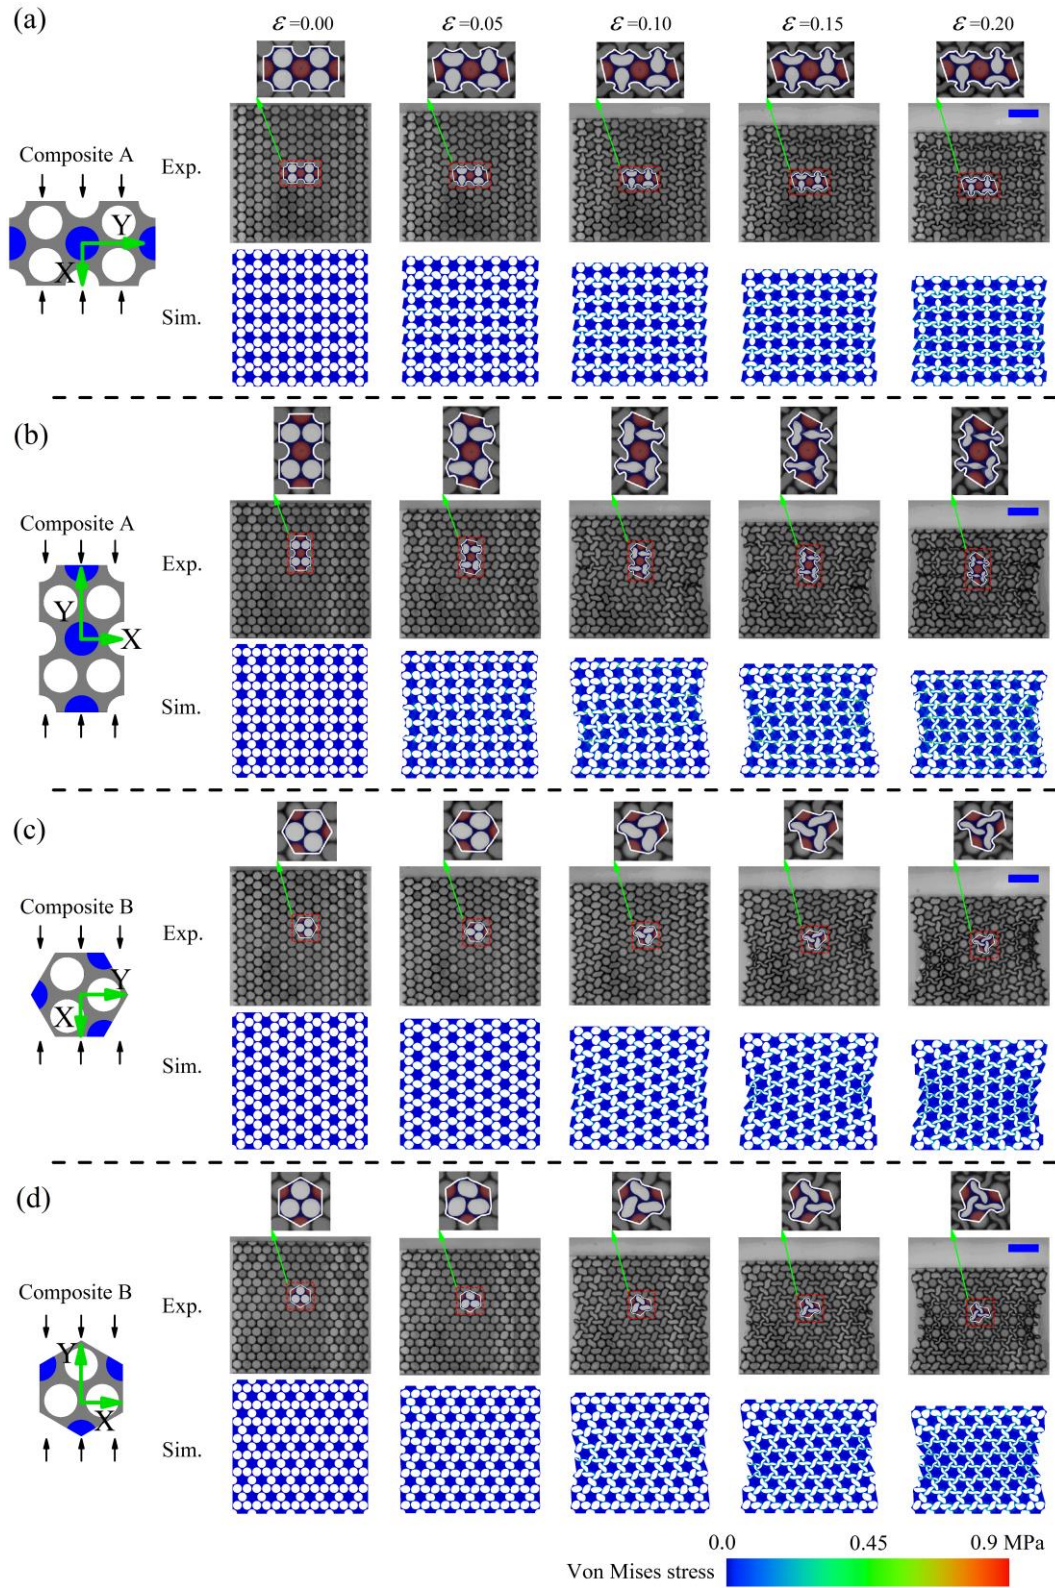 (a)
ε=0.00 ε=0.05 ε=0.10 ε=0.15 ε=0.20
Composite A
Exp.
Y
X
Sim.
(b)
Composite A
Exp.
Y
X
Sim.
(c)
Composite B
Exp.
Y
X
Sim.
(d)
Composite B
Exp.
Y
X
Sim.
0.0 0.45 0.9 MPa
Von Mises stress